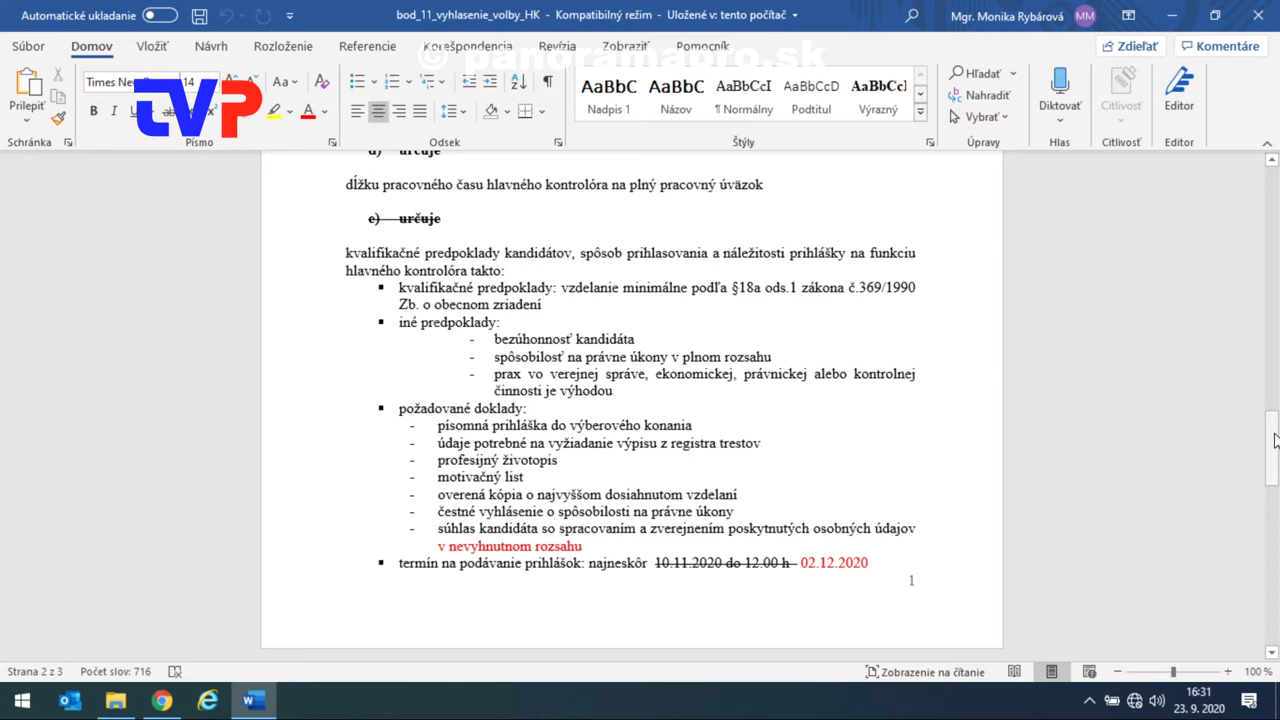 Automatické ukladanie
bod_11_vyhlasenie_volby_HK - Kompatibilný režim - Uložené v: tento počítač
Mgr. Monika Rybárová
MM
Súbor Domov Vložiť Návrh Rozloženie Referencie Korešpondencia Revízia Zobraziť Pomocník
Zdieľať Komentáre
© panoramapro.sk
Prilepiť
Times New 14
TVP
AaBbC AaBbC AaBbCcI AaBbCcD AaBbCcI
Nadpis 1 Názov ¶ Normálny Podtitul Výrazný
Hľadať
Nahradiť
Vybrať
Diktovať
Citlivosť
Editor
Schránka Písmo Odsek Štýly Úpravy Hlas Citlivosť Editor
d) určuje
dĺžku pracovného času hlavného kontrolóra na plný pracovný úväzok
e) určuje
kvalifikačné predpoklady kandidátov, spôsob prihlasovania a náležitosti prihlášky na funkciu
hlavného kontrolóra takto:
▪ kvalifikačné predpoklady: vzdelanie minimálne podľa §18a ods.1 zákona č.369/1990
Zb. o obecnom zriadení
▪ iné predpoklady:
- bezúhonnosť kandidáta
- spôsobilosť na právne úkony v plnom rozsahu
- prax vo verejnej správe, ekonomickej, právnickej alebo kontrolnej
činnosti je výhodou
▪ požadované doklady:
- písomná prihláška do výberového konania
- údaje potrebné na vyžiadanie výpisu z registra trestov
- profesijný životopis
- motivačný list
- overená kópia o najvyššom dosiahnutom vzdelaní
- čestné vyhlásenie o spôsobilosti na právne úkony
- súhlas kandidáta so spracovaním a zverejnením poskytnutých osobných údajov
v nevyhnutnom rozsahu
▪ termín na podávanie prihlášok: najneskôr 10.11.2020 do 12.00 h 02.12.2020
1
Strana 2 z 3 Počet slov: 716
Zobrazenie na čítanie
100 %
16:31
23. 9. 2020